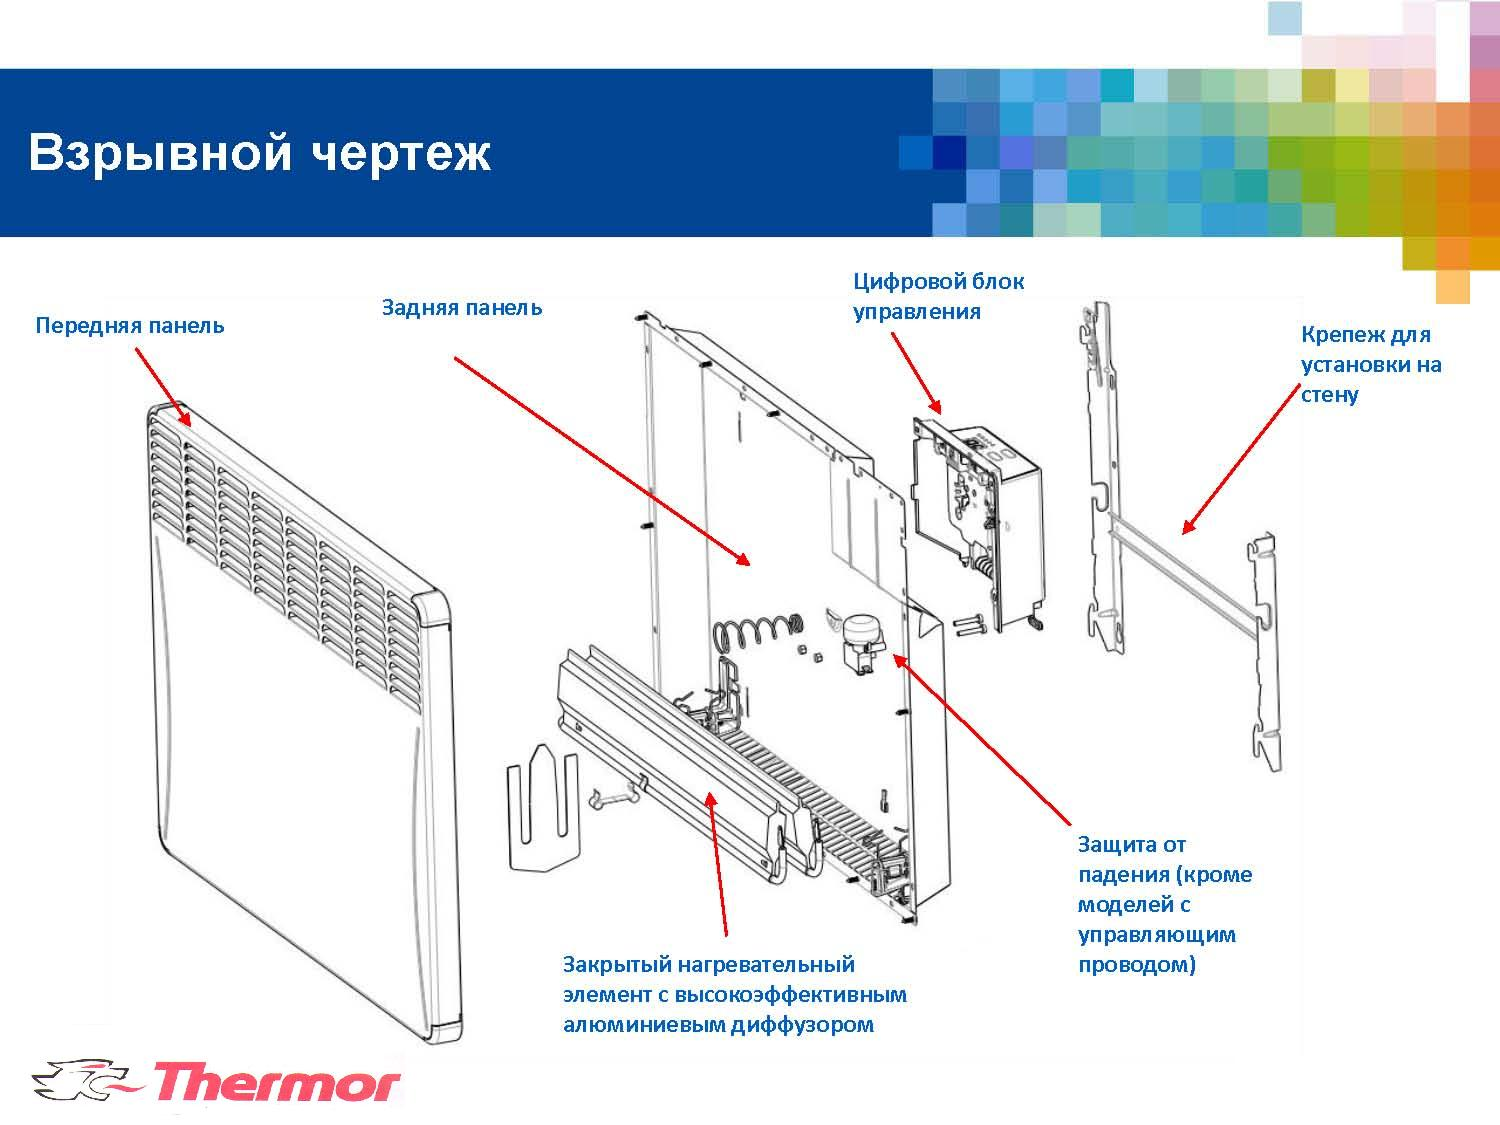 Взрывной чертеж
Передняя панель
Задняя панель
Цифровой блок
управления
Крепеж для
установки на
стену
Защита от
падения (кроме
моделей с
управляющим
проводом)
Закрытый нагревательный
элемент с высокоэффективным
алюминиевым диффузором
Thermor